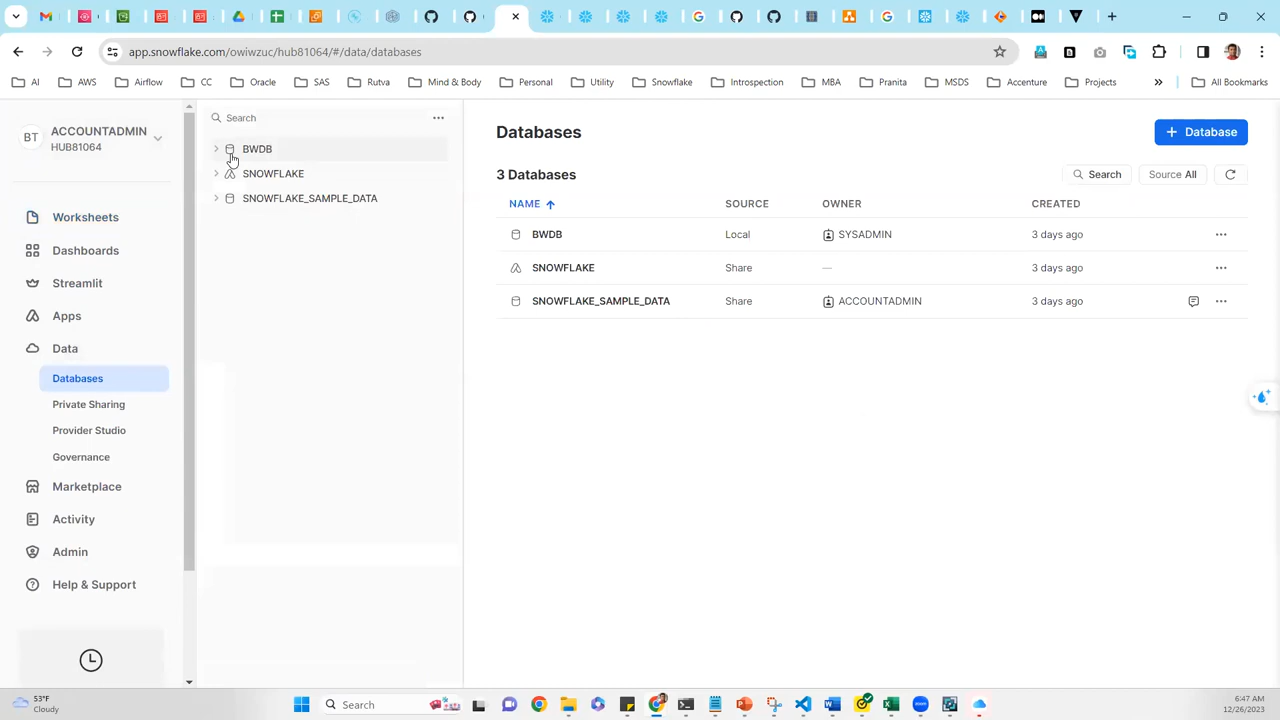 app.snowflake.com/owiwzuc/hub81064/#/data/databases
AI
AWS
Airflow
CC
Oracle
SAS
Rutva
Mind & Body
Personal
Utility
Snowflake
Introspection
MBA
Pranita
MSDS
Accenture
Projects
All Bookmarks
BT
ACCOUNTADMIN
HUB81064
Worksheets
Dashboards
Streamlit
Apps
Data
Databases
Private Sharing
Provider Studio
Governance
Marketplace
Activity
Admin
Help & Support
Search
BWDB
SNOWFLAKE
SNOWFLAKE_SAMPLE_DATA
Databases
+ Database
3 Databases
Search
Source All
NAME SOURCE OWNER CREATED
BWDB Local SYSADMIN 3 days ago
SNOWFLAKE Share — 3 days ago
SNOWFLAKE_SAMPLE_DATA Share ACCOUNTADMIN 3 days ago
53°F
Cloudy
Search
6:47 AM
12/26/2023